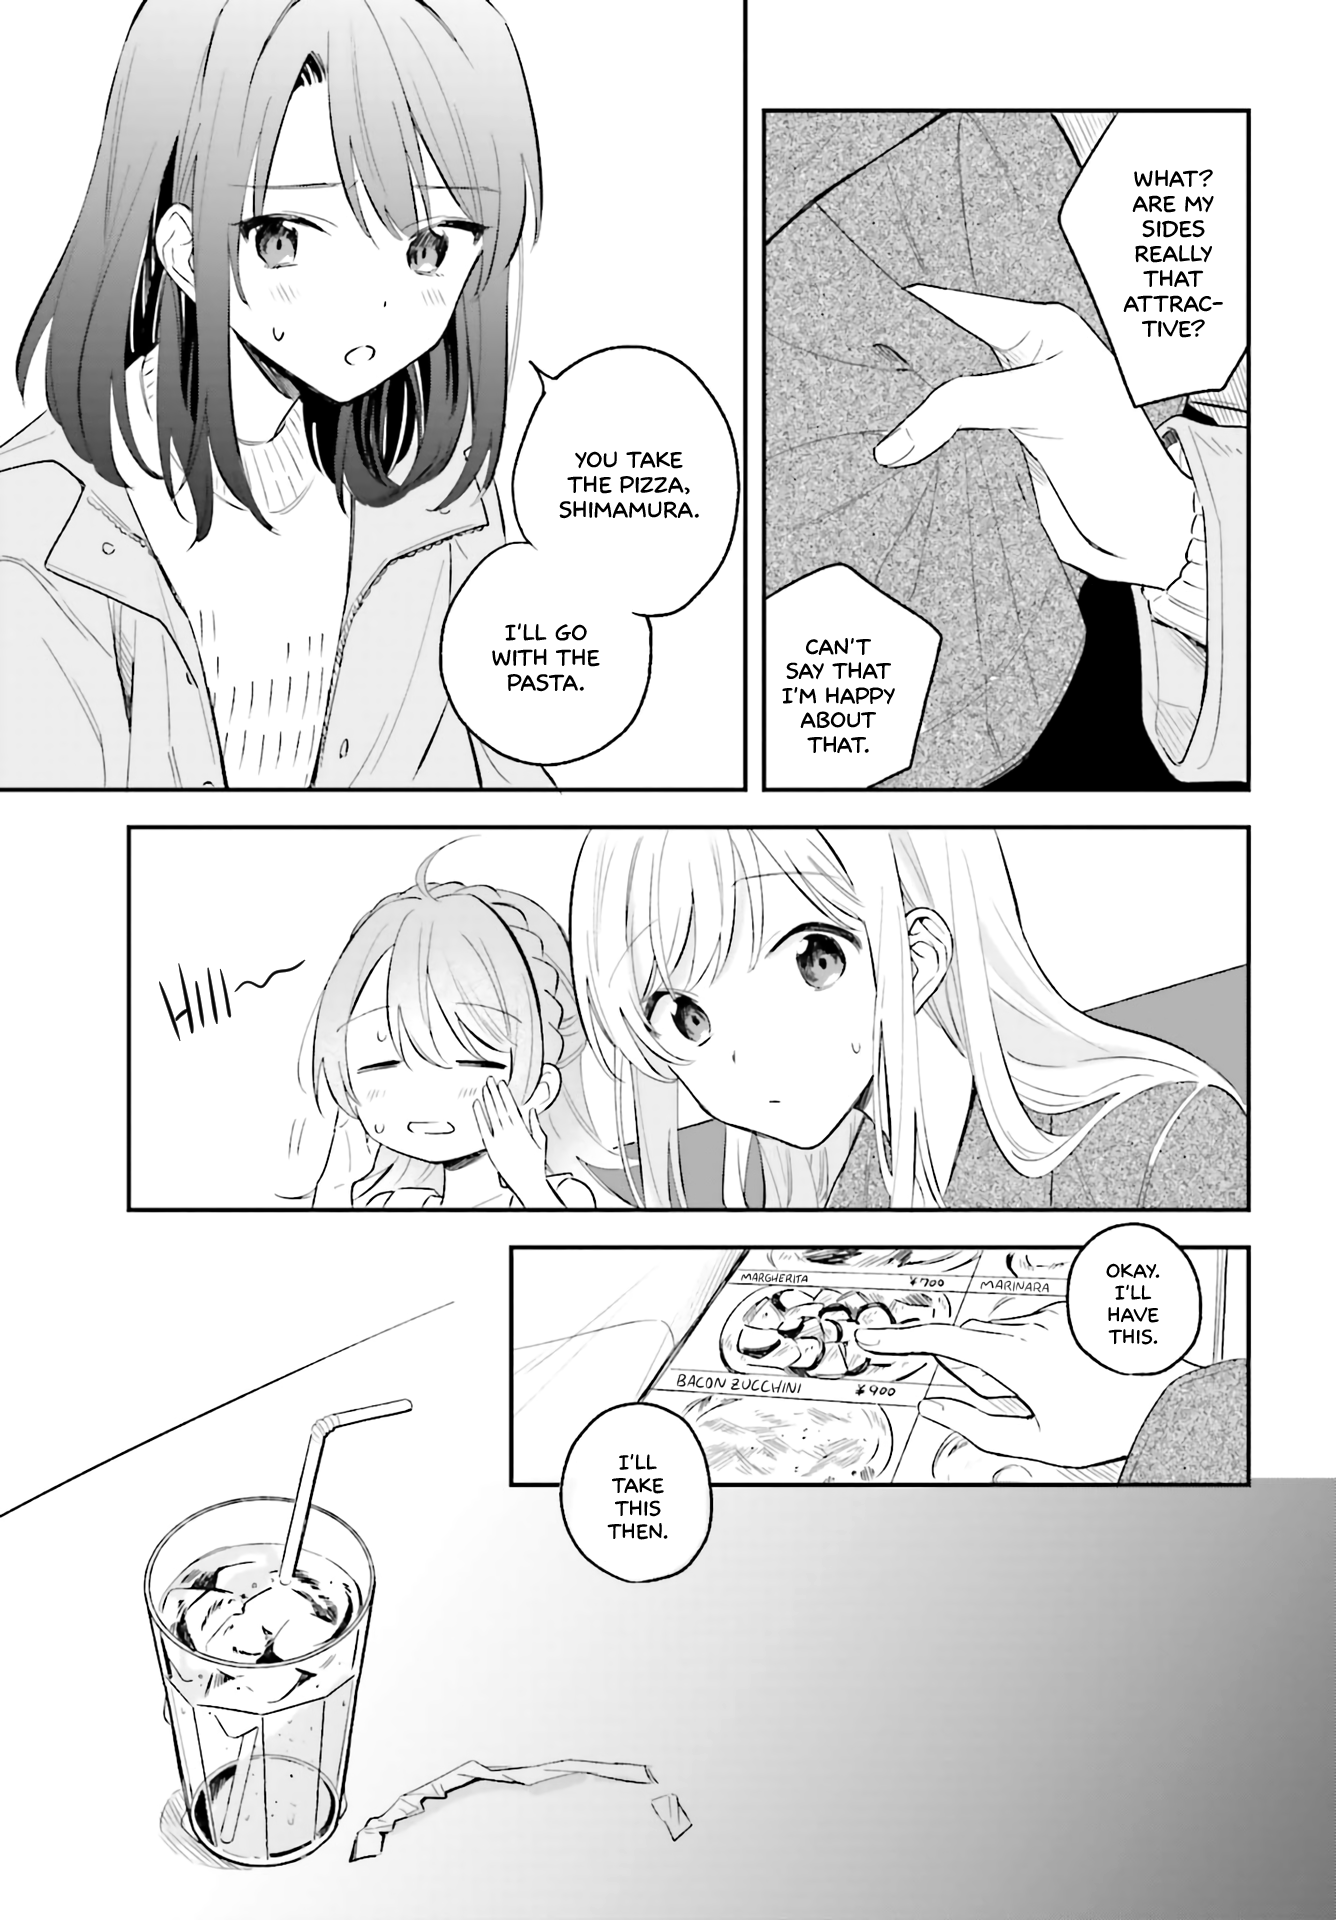 WHAT?
ARE MY
SIDES
REALLY
THAT
ATTRAC-
TIVE?
CAN'T
SAY THAT
I'M HAPPY
ABOUT
THAT.
YOU TAKE
THE PIZZA,
SHIMAMURA.
I'LL GO
WITH THE
PASTA.
HIII~
OKAY.
I'LL
HAVE
THIS.
MARGHERITA ¥700 MARINARA
BACON ZUCCHINI ¥900
I'LL
TAKE
THIS
THEN.